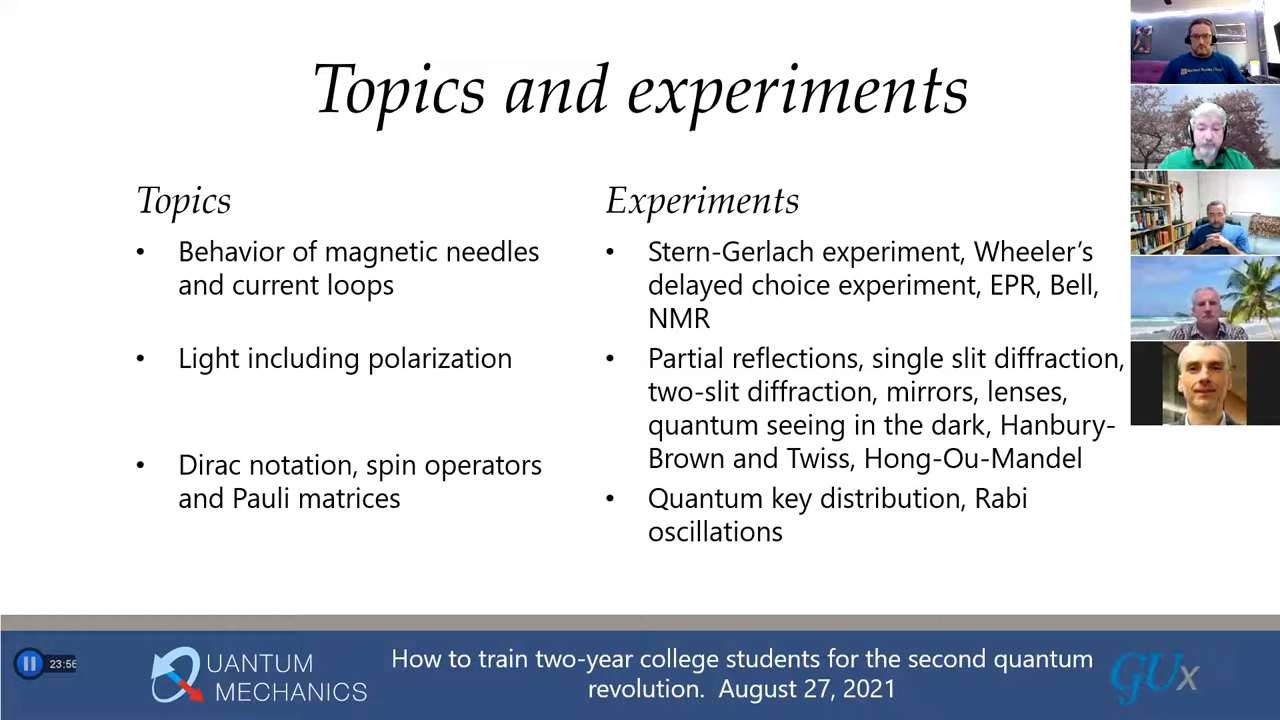 Topics and experiments
Topics
• Behavior of magnetic needles
and current loops
• Light including polarization
• Dirac notation, spin operators
and Pauli matrices
Experiments
• Stern-Gerlach experiment, Wheeler’s
delayed choice experiment, EPR, Bell,
NMR
• Partial reflections, single slit diffraction,
two-slit diffraction, mirrors, lenses,
quantum seeing in the dark, Hanbury-
Brown and Twiss, Hong-Ou-Mandel
• Quantum key distribution, Rabi
oscillations
23:56
QUANTUM
MECHANICS
How to train two-year college students for the second quantum
revolution. August 27, 2021
GUx